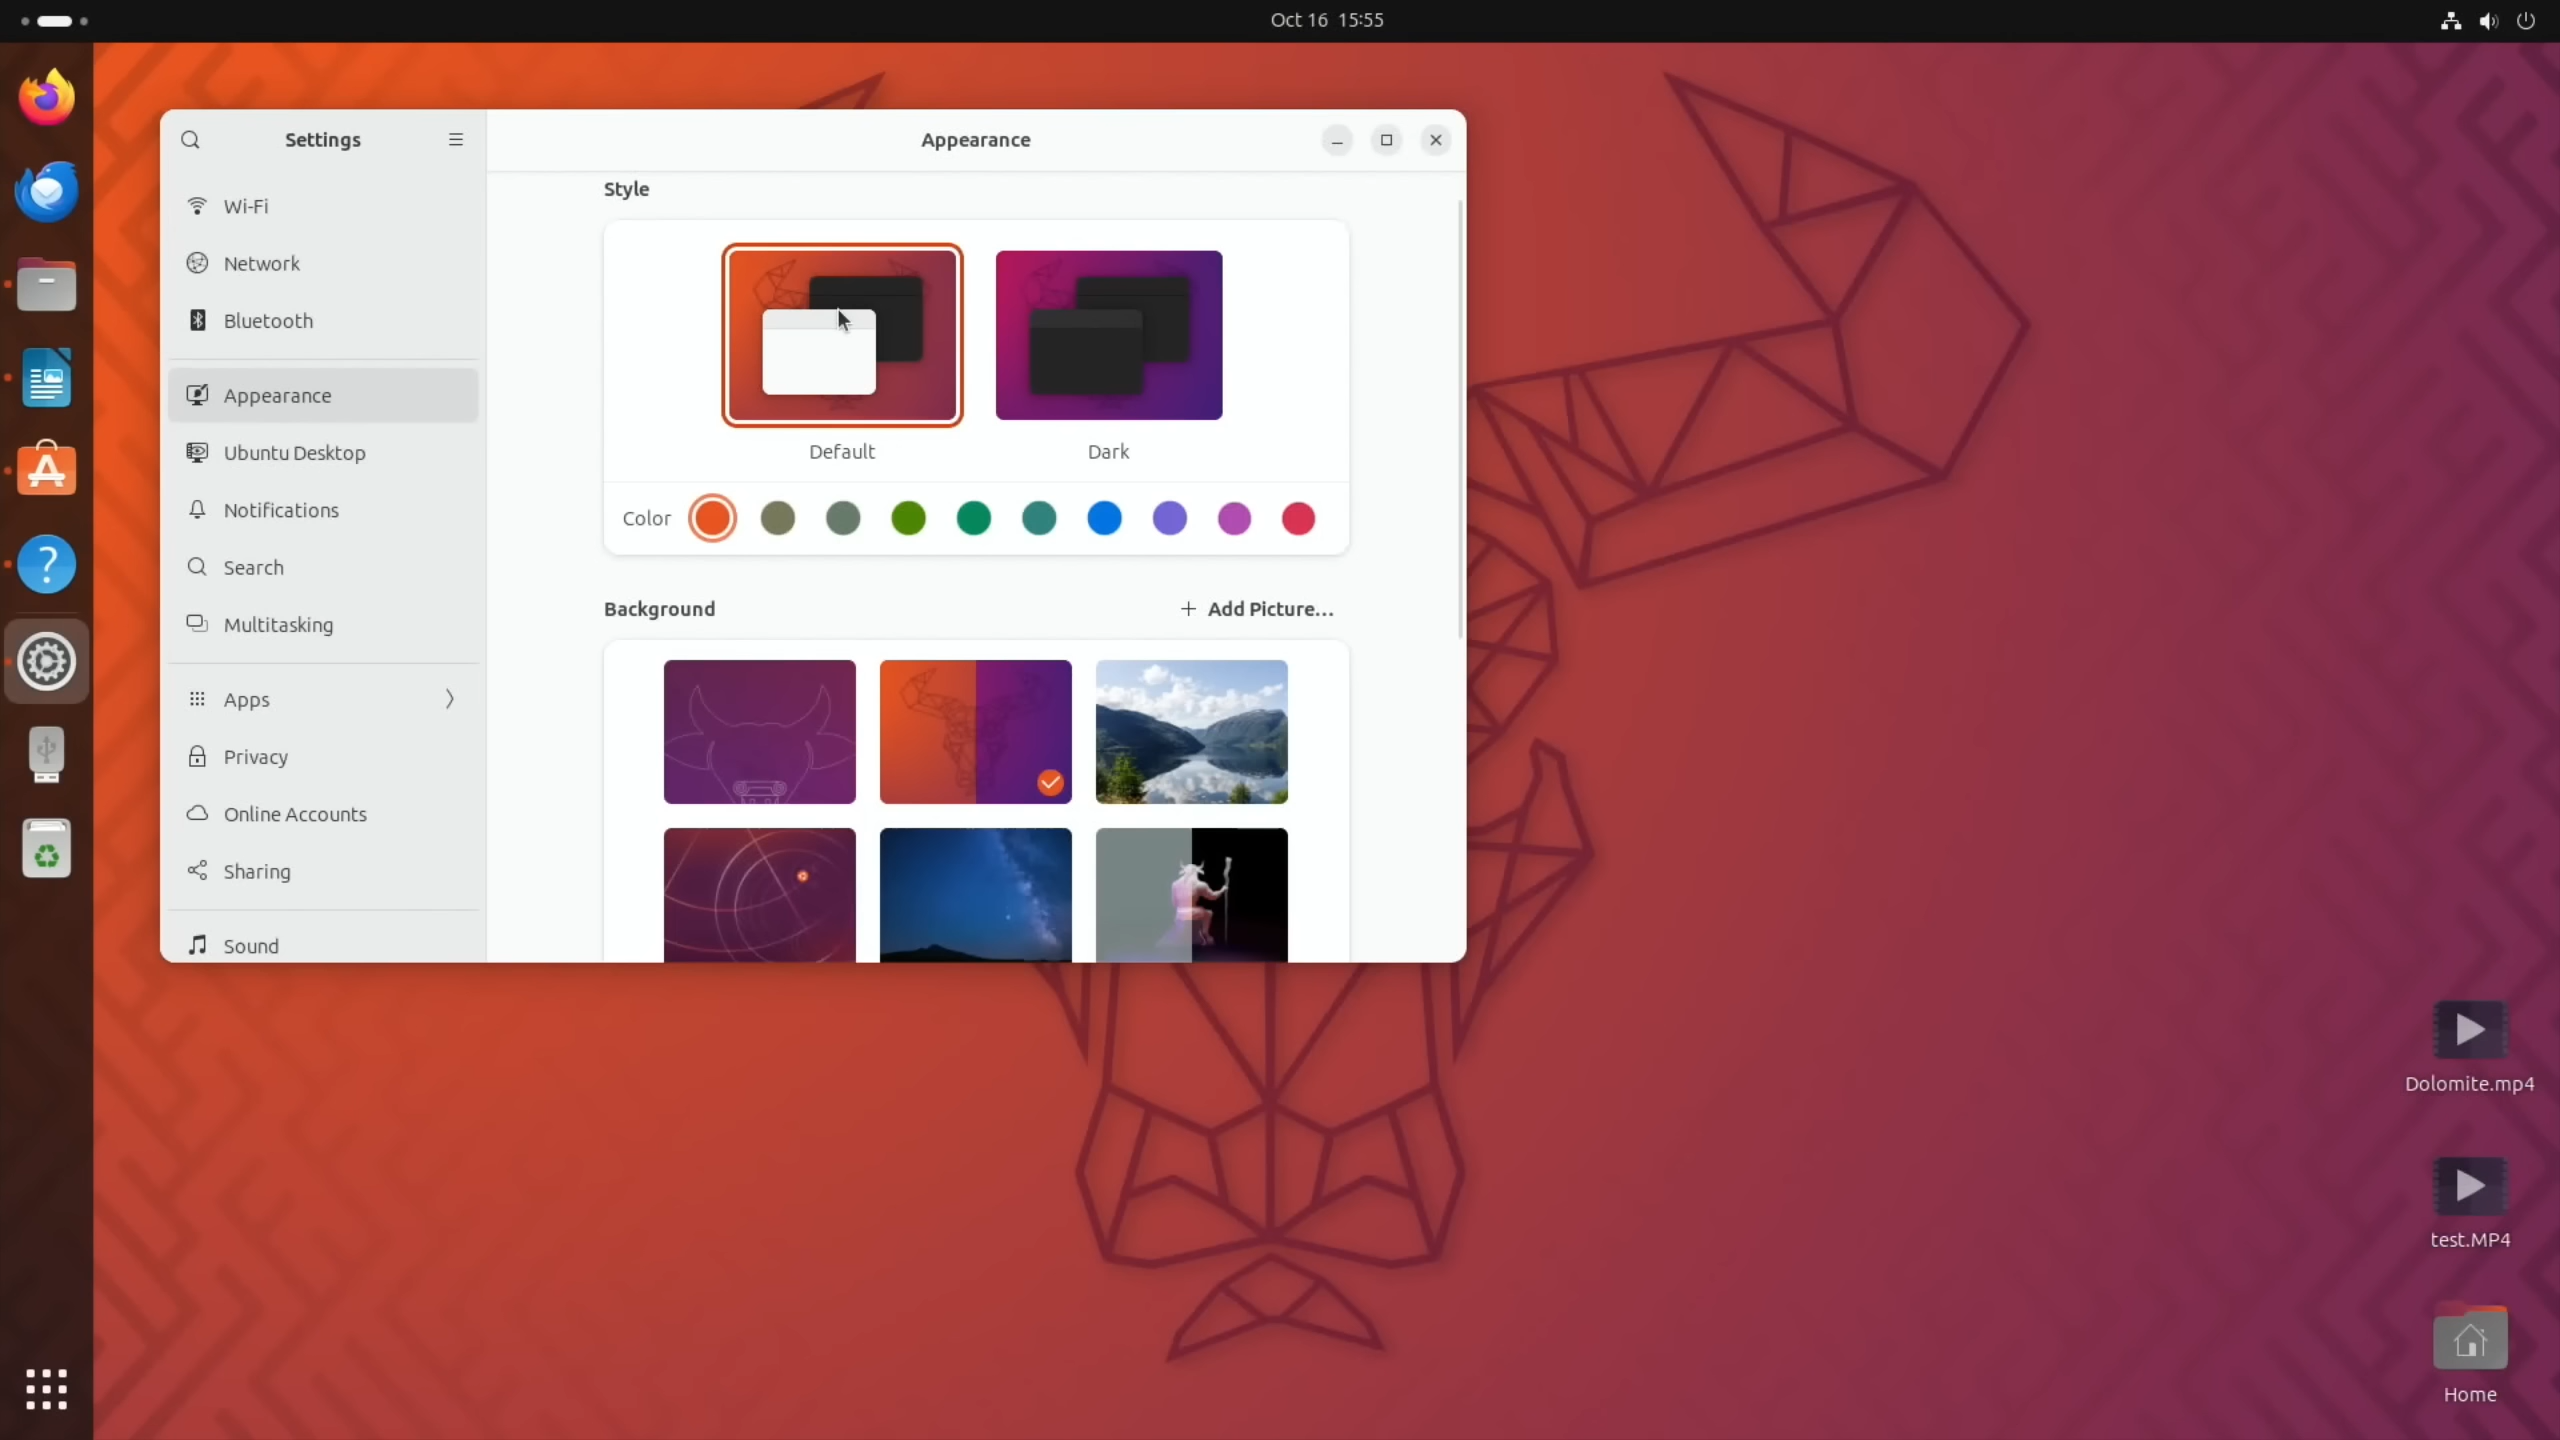 Oct 16 15:55
Settings
Appearance
Wi-Fi
Network
Bluetooth
Appearance
Ubuntu Desktop
Notifications
Search
Multitasking
Apps
Privacy
Online Accounts
Sharing
Sound
Style
Default
Dark
Color
Background
Add Picture...
Dolomite.mp4
test.MP4
Home